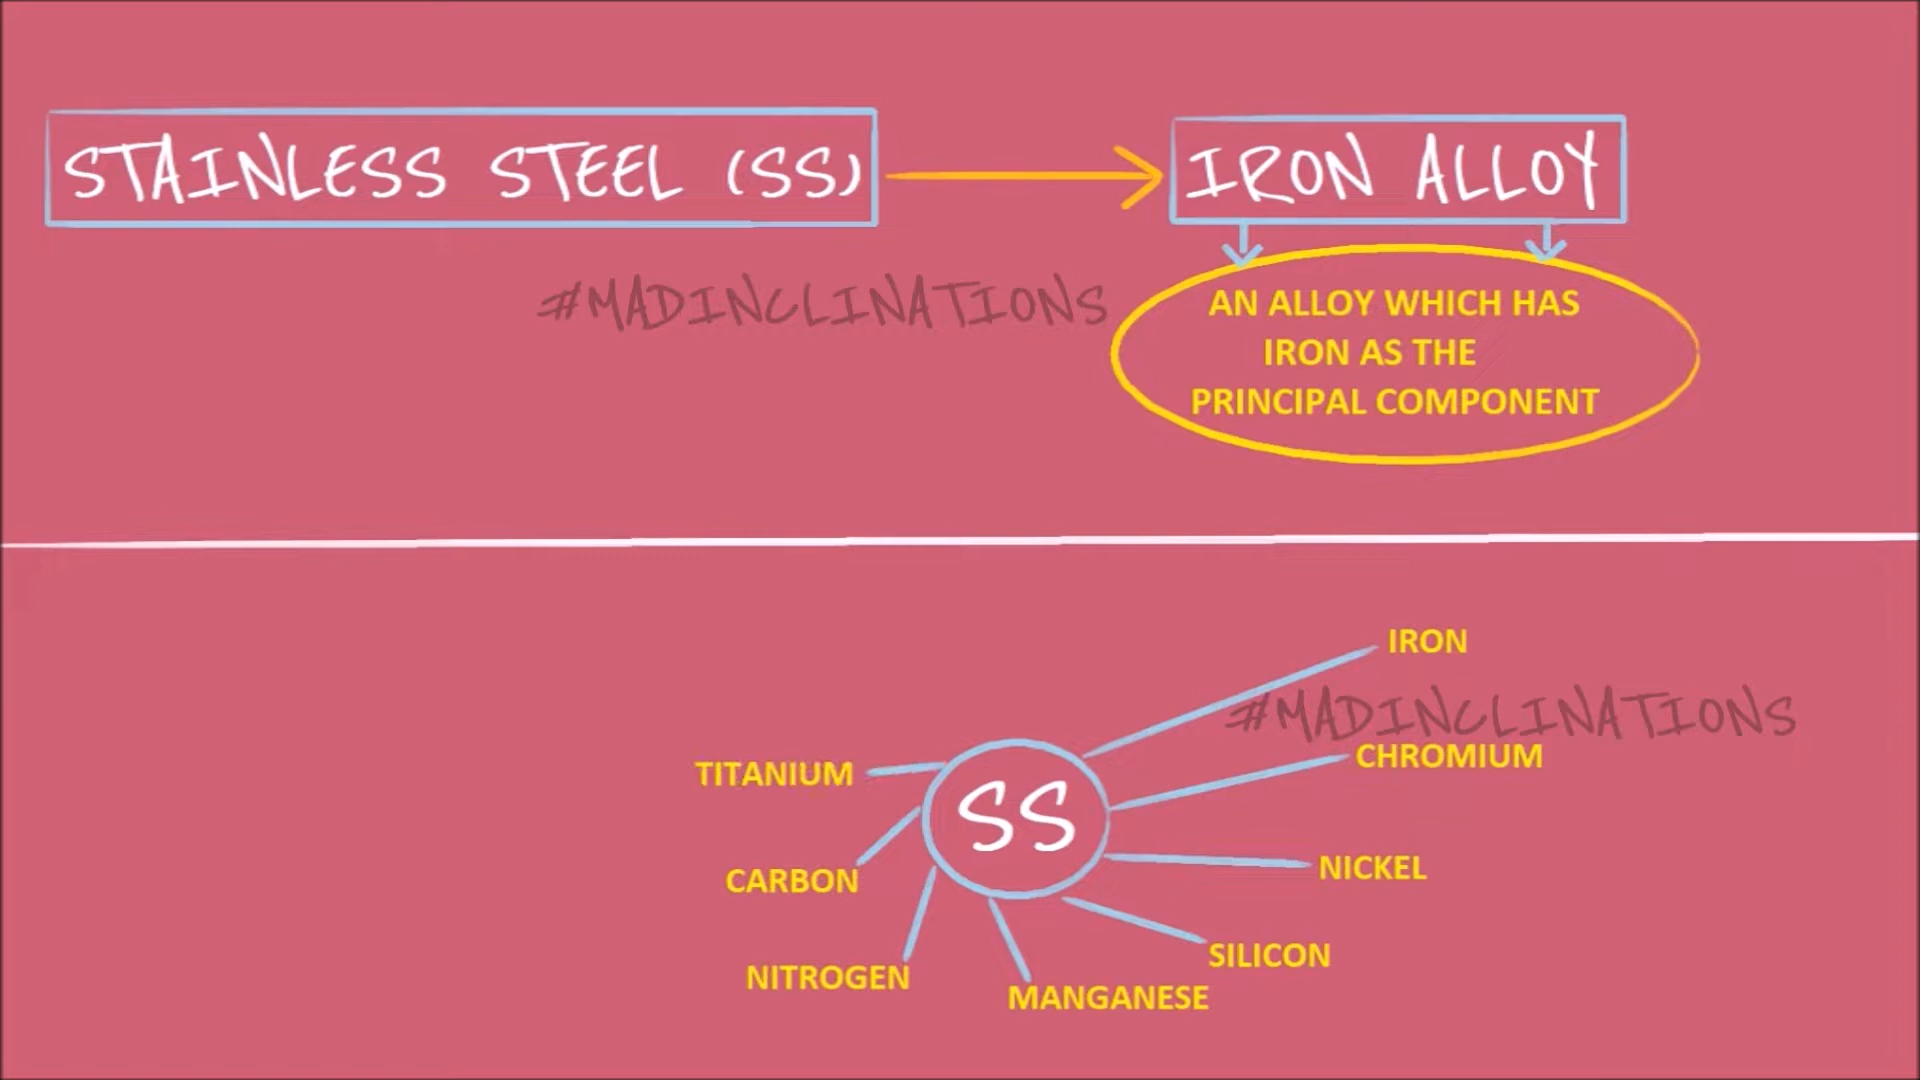 STAINLESS STEEL (SS)
IRON ALLOY
#MADINCLINATIONS
AN ALLOY WHICH HAS
IRON AS THE
PRINCIPAL COMPONENT
IRON
#MADINCLINATIONS
CHROMIUM
TITANIUM
SS
CARBON
NICKEL
SILICON
NITROGEN
MANGANESE